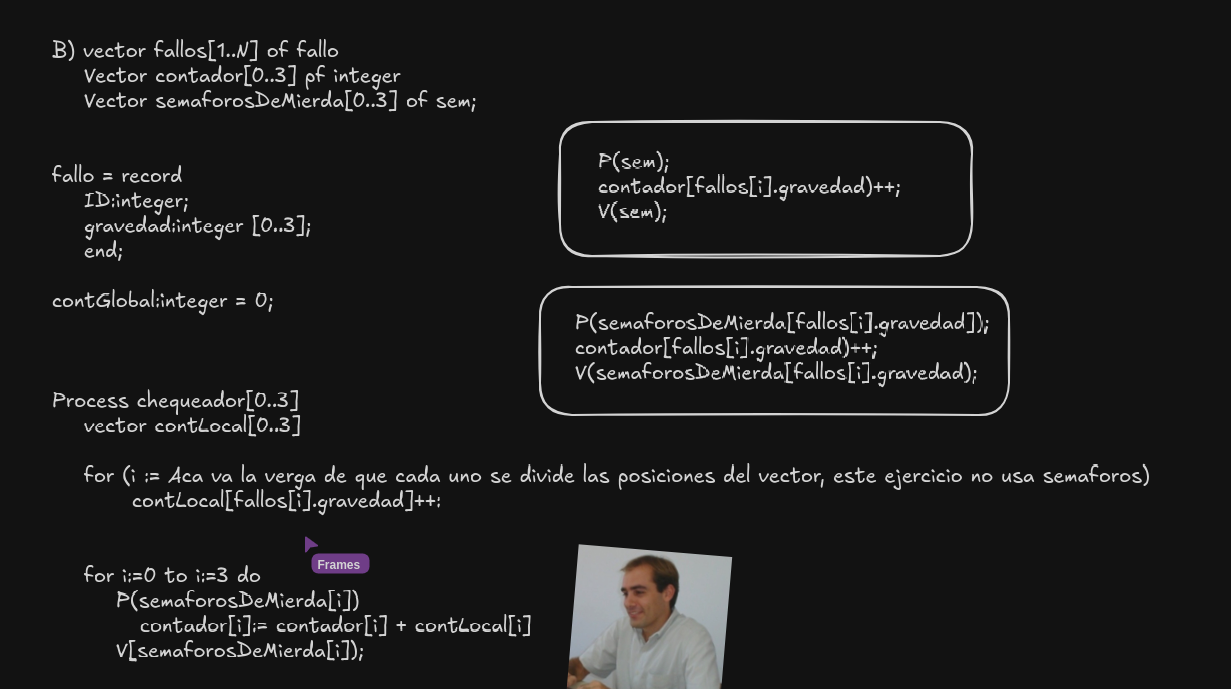 B) vector fallos[1..N] of fallo
Vector contador[0..3] pf integer
Vector semaforosDeMierda[0..3] of sem;
fallo = record
ID:integer;
gravedad:integer [0..3];
end;
contGlobal:integer = 0;
Process chequeador[0..3]
vector contLocal[0..3]
for (i := Aca va la verga de que cada uno se divide las posiciones del vector, este ejercicio no usa semaforos)
contLocal[fallos[i].gravedad]++;
Frames
for i:=0 to i:=3 do
P(semaforosDeMierda[i])
contador[i]:= contador[i] + contLocal[i]
V[semaforosDeMierda[i]);
P(sem);
contador[fallos[i].gravedad)++;
V(sem);
P(semaforosDeMierda[fallos[i].gravedad]);
contador[fallos[i].gravedad)++;
V(semaforosDeMierda[fallos[i].gravedad);